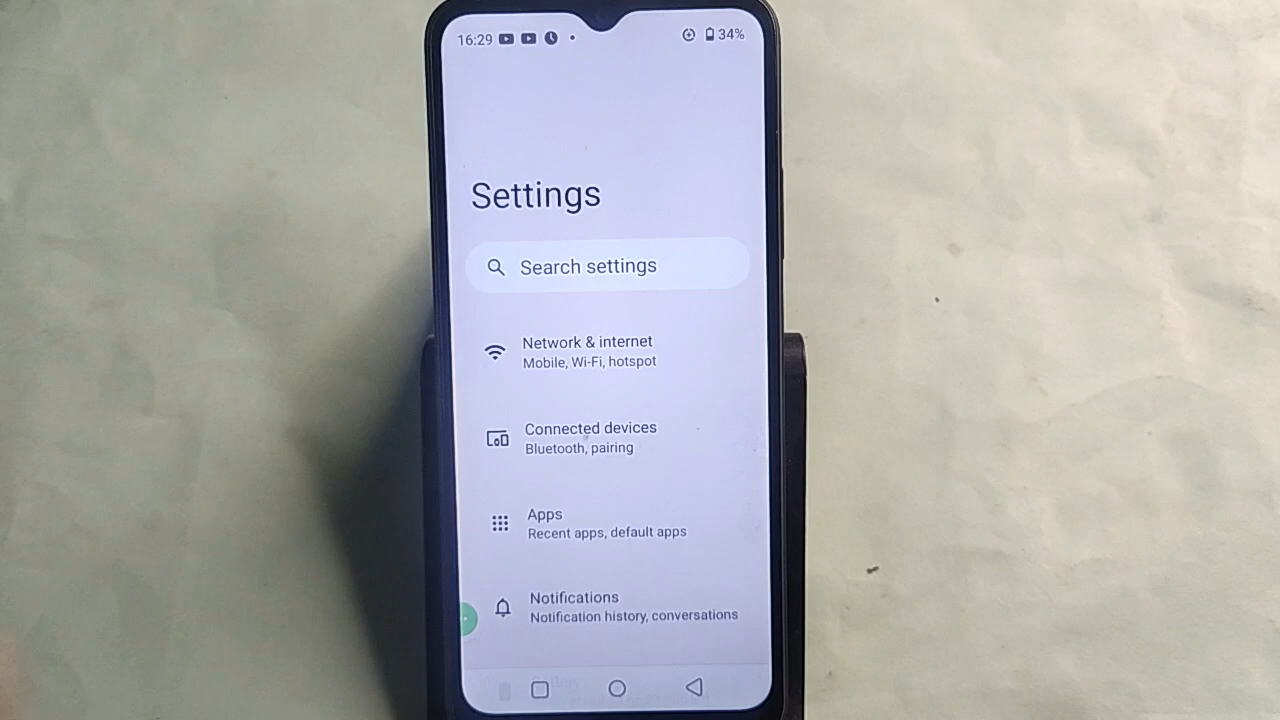 16:29
34%
Settings
Search settings
Network & internet
Mobile, Wi-Fi, hotspot
Connected devices
Bluetooth, pairing
Apps
Recent apps, default apps
Notifications
Notification history, conversations